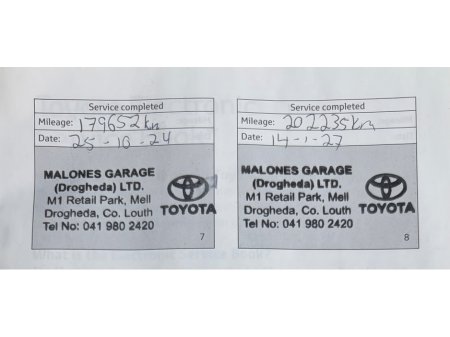 Service completed
Mileage: 179652km
Date: 25-10-24
MALONES GARAGE
(Drogheda) LTD.
M1 Retail Park, Mell
Drogheda, Co. Louth
Tel No: 041 980 2420
TOYOTA
7
Service completed
Mileage: 202235km
Date: 14-1-27
MALONES GARAGE
(Drogheda) LTD.
M1 Retail Park, Mell
Drogheda, Co. Louth
Tel No: 041 980 2420
TOYOTA
8